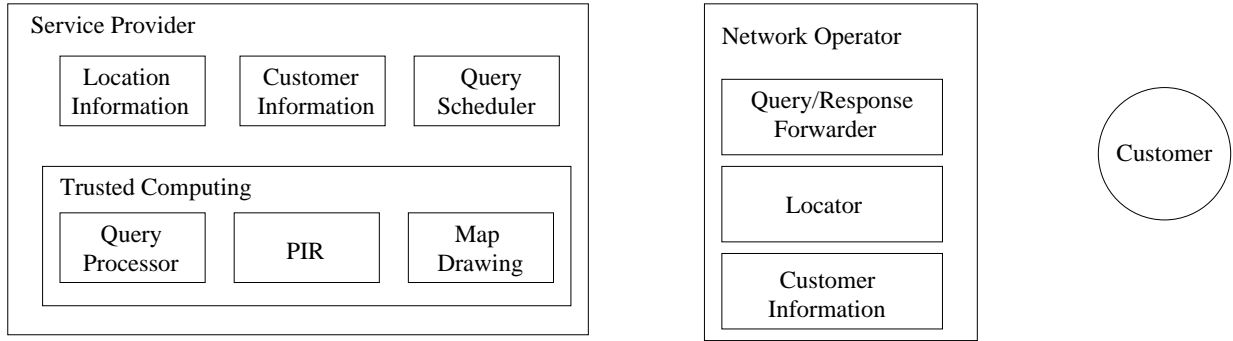 Service Provider
Location
Information
Customer
Information
Query
Scheduler
Trusted Computing
Query
Processor
PIR
Map
Drawing
Network Operator
Query/Response
Forwarder
Locator
Customer
Information
Customer